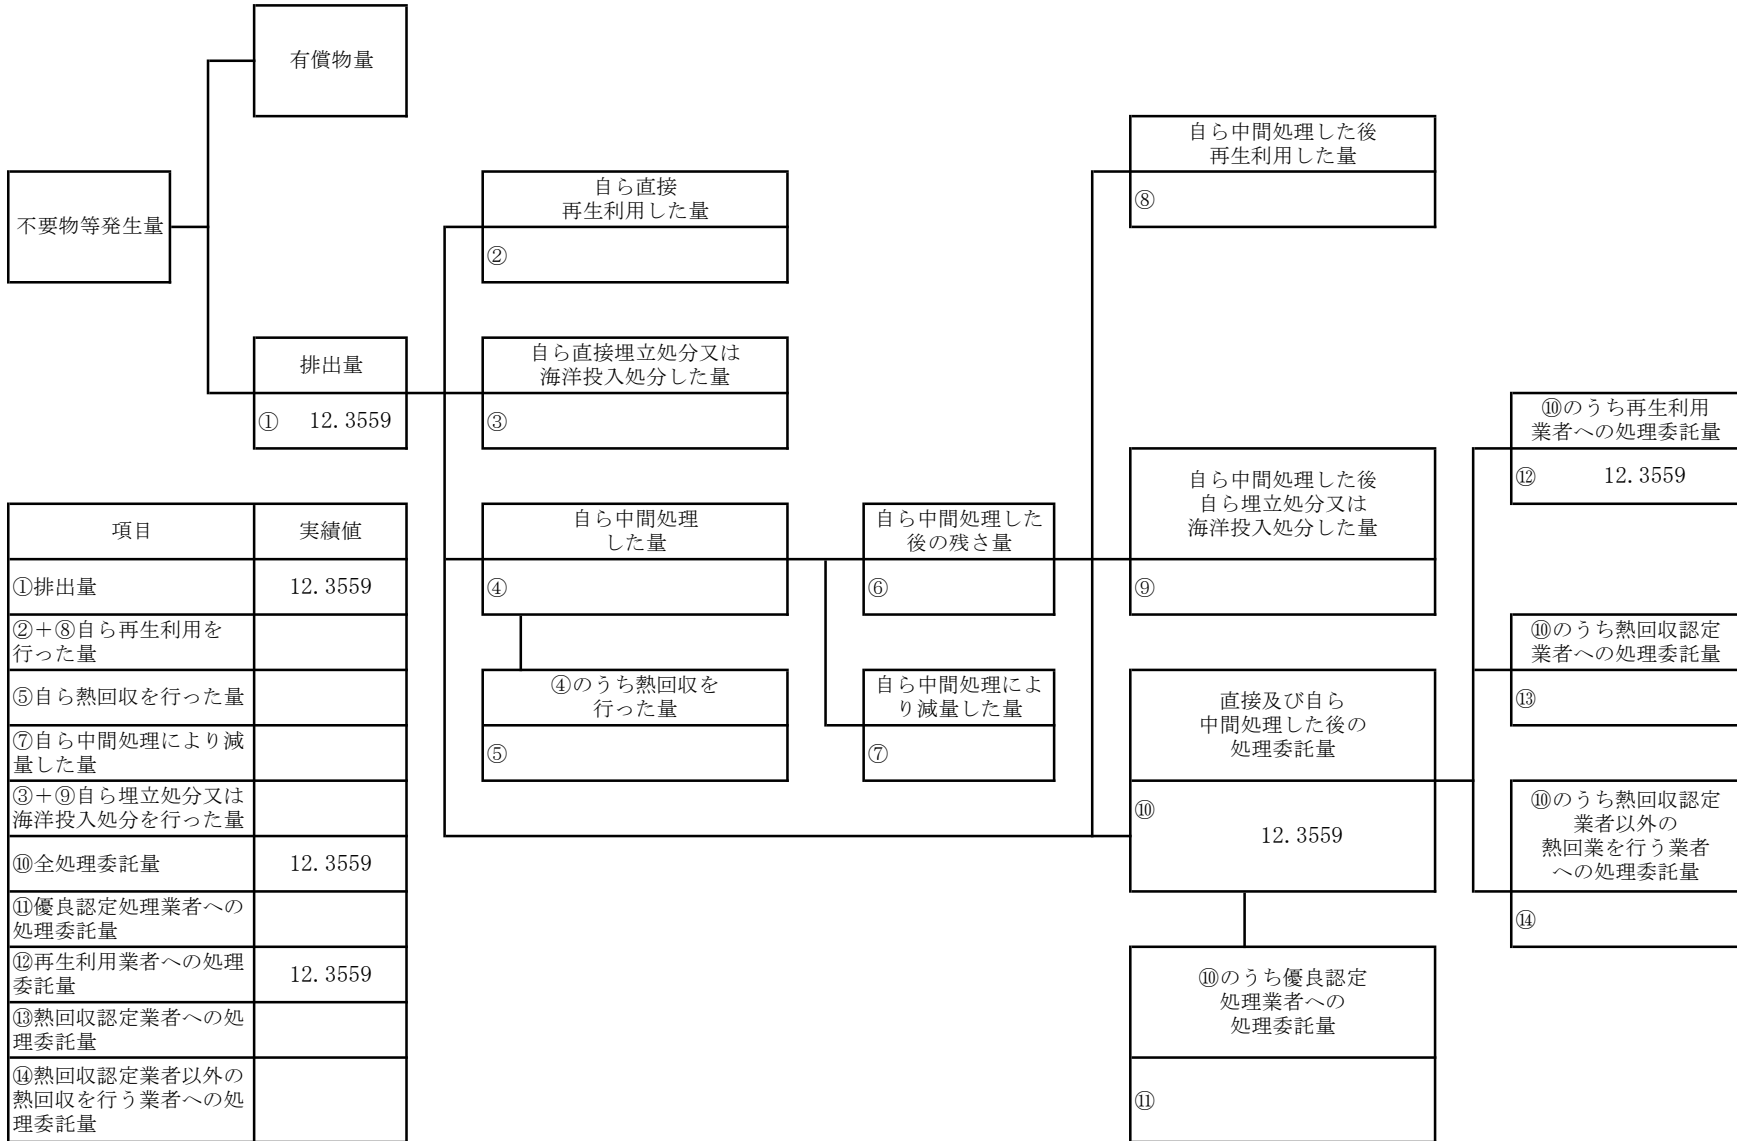 有償物量
不要物等発生量
排出量
① 12.3559
自ら直接
再生利用した量
②
自ら直接埋立処分又は
海洋投入処分した量
③
自ら中間処理
した量
④
④のうち熱回収を
行った量
⑤
自ら中間処理した
後の残さ量
⑥
自ら中間処理によ
り減量した量
⑦
自ら中間処理した後
再生利用した量
⑧
自ら中間処理した後
自ら埋立処分又は
海洋投入処分した量
⑨
直接及び自ら
中間処理した後の
処理委託量
⑩
12.3559
⑩のうち優良認定
処理業者への
処理委託量
⑪
⑩のうち再生利用
業者への処理委託量
⑫ 12.3559
⑩のうち熱回収認定
業者への処理委託量
⑬
⑩のうち熱回収認定
業者以外の
熱回業を行う業者
への処理委託量
⑭
項目 実績値
①排出量 12.3559
②＋⑧自ら再生利用を
行った量
⑤自ら熱回収を行った量
⑦自ら中間処理により減
量した量
③＋⑨自ら埋立処分又は
海洋投入処分を行った量
⑩全処理委託量 12.3559
⑪優良認定処理業者への
処理委託量
⑫再生利用業者への処理
委託量 12.3559
⑬熱回収認定業者への処
理委託量
⑭熱回収認定業者以外の
熱回収を行う業者への処
理委託量